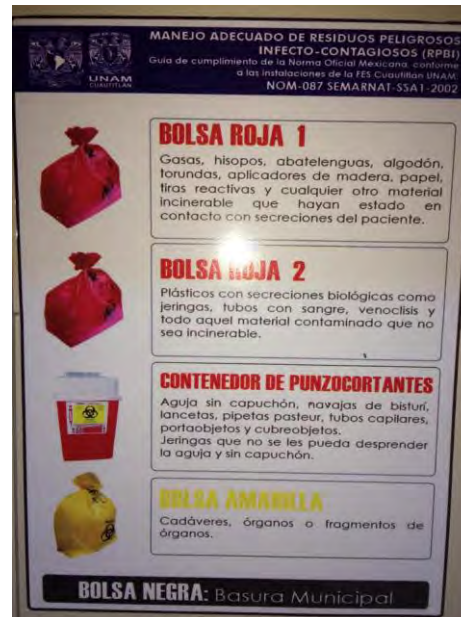 MANEJO ADECUADO DE RESIDUOS PELIGROSOS
INFECTO-CONTAGIOSOS (RPBI)
Guía de cumplimiento de la Norma Oficial Mexicana, conforme
a las instalaciones de la FES Cuautitlán UNAM.
NOM-087 SEMARNAT-SSA1-2002
UNAM
CUAUTITLÁN
BOLSA ROJA 1
Gasas, hisopos, abatelenguas, algodón,
torundas, aplicadores de madera, papel,
tiras reactivas y cualquier otro material
incinerable que hayan estado en
contacto con secreciones del paciente.
BOLSA ROJA 2
Plásticos con secreciones biológicas como
jeringas, tubos con sangre, venoclisis y
todo aquel material contaminado que no
sea incinerable.
CONTENEDOR DE PUNZOCORTANTES
Aguja sin capuchón, navajas de bisturí,
lancetas, pipetas pasteur, tubos capilares,
portaobjetos y cubreobjetos.
Jeringas que no se les pueda desprender
la aguja y sin capuchón.
BOLSA AMARILLA
Cadáveres, órganos o fragmentos de
órganos.
BOLSA NEGRA: Basura Municipal